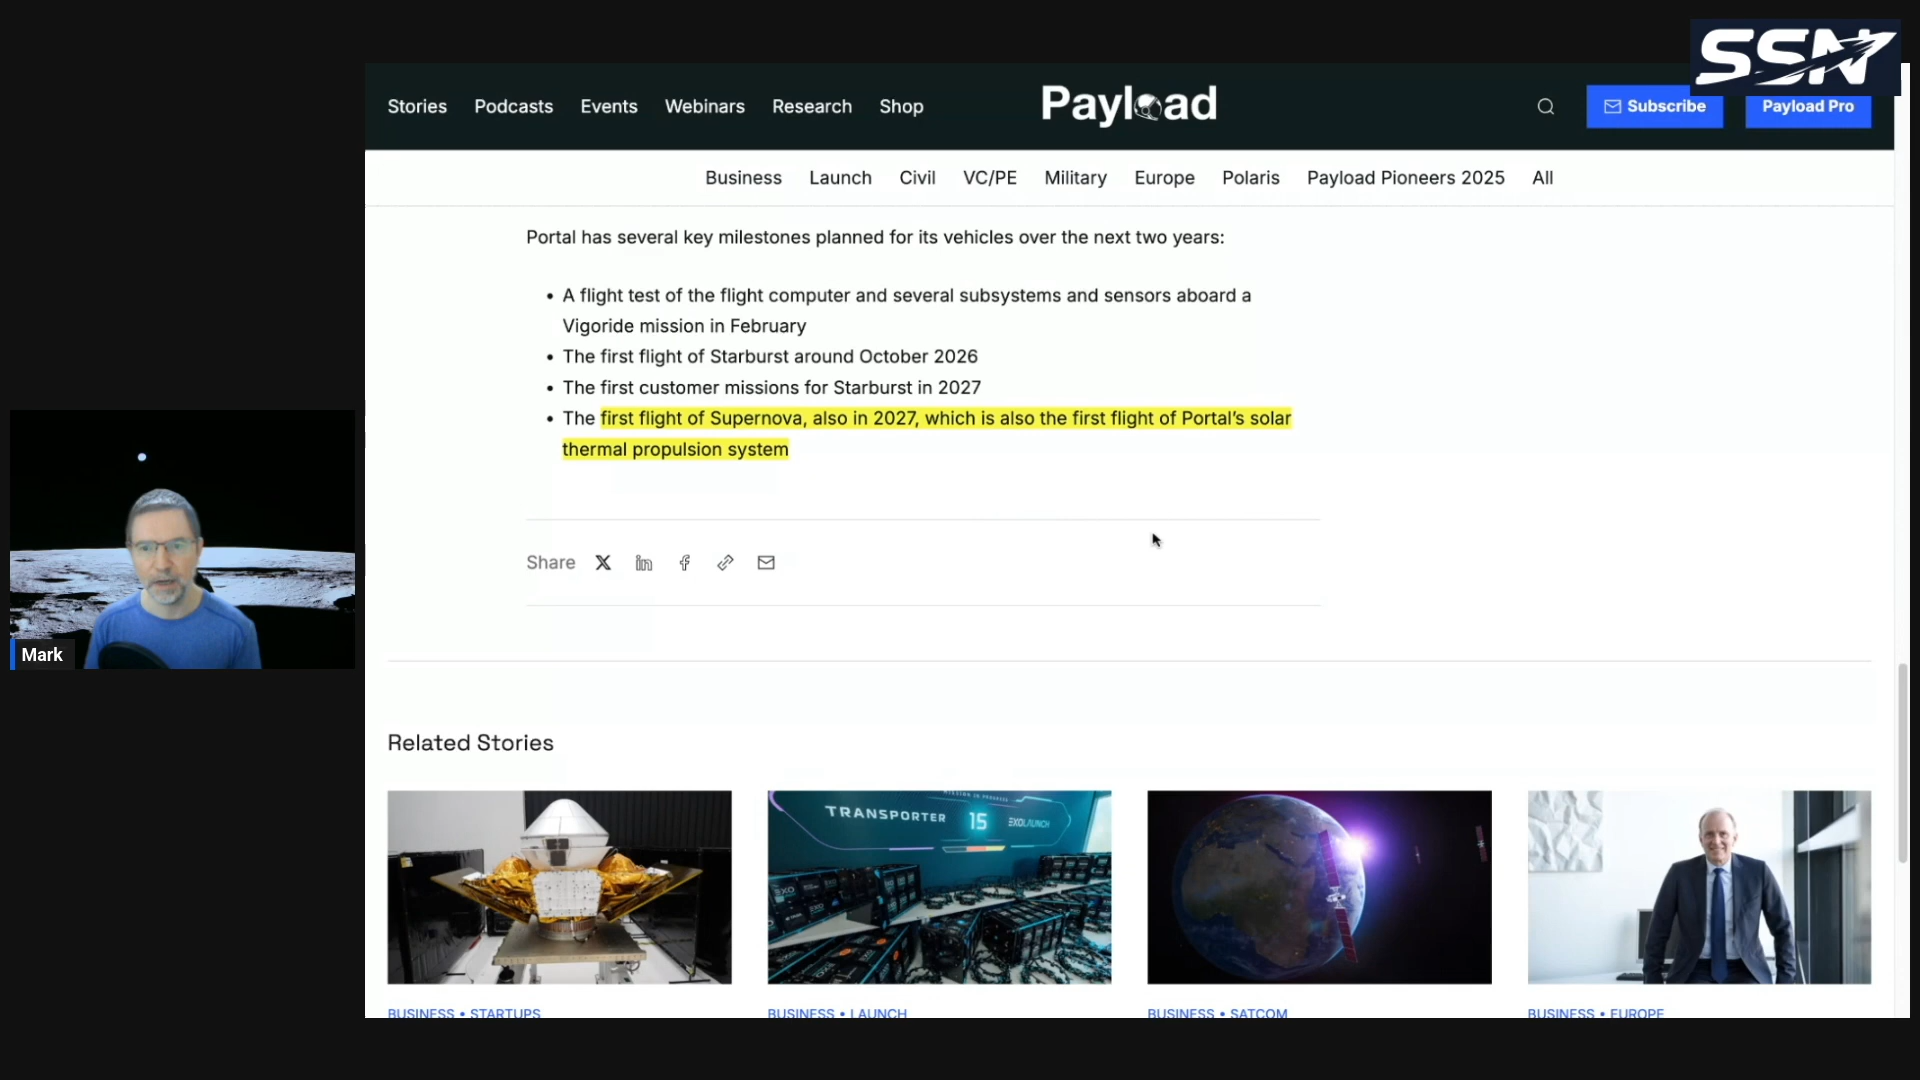 SSN
Stories Podcasts Events Webinars Research Shop
Payload
Subscribe
Payload Pro
Business Launch Civil VC/PE Military Europe Polaris Payload Pioneers 2025 All
Portal has several key milestones planned for its vehicles over the next two years:
• A flight test of the flight computer and several subsystems and sensors aboard a
Vigoride mission in February
• The first flight of Starburst around October 2026
• The first customer missions for Starburst in 2027
• The first flight of Supernova, also in 2027, which is also the first flight of Portal’s solar
thermal propulsion system
Share
Mark
Related Stories
MISSION IN PROGRESS
TRANSPORTER 15 EXOLAUNCH
EXO
BUSINESS • STARTUPS
BUSINESS • LAUNCH
BUSINESS • SATCOM
BUSINESS • EUROPE